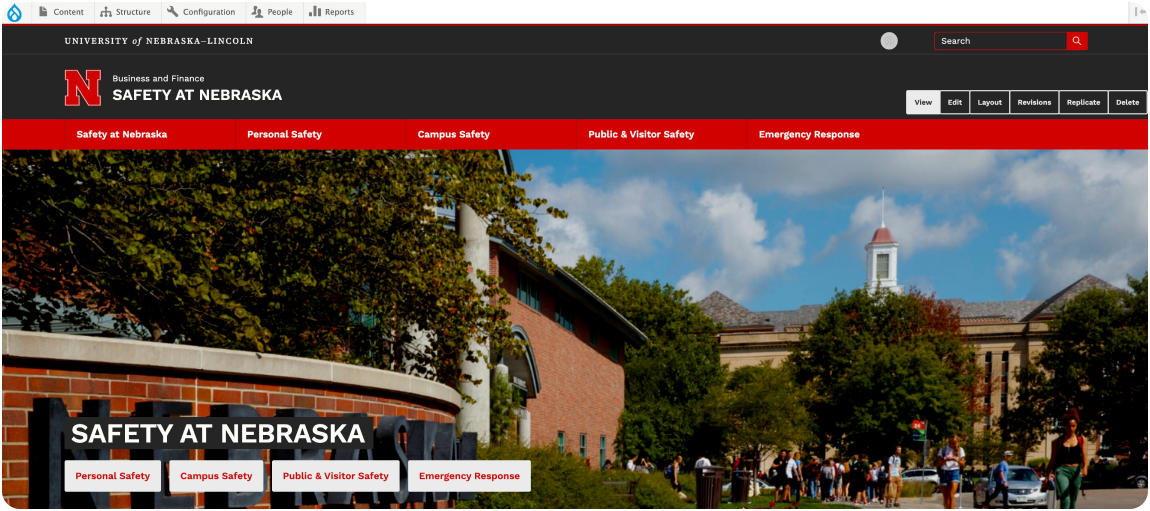 Content Structure Configuration People Reports
UNIVERSITY of NEBRASKA–LINCOLN
Search
N
Business and Finance
SAFETY AT NEBRASKA
View Edit Layout Revisions Replicate Delete
Safety at Nebraska Personal Safety Campus Safety Public & Visitor Safety Emergency Response
SAFETY AT NEBRASKA
Personal Safety Campus Safety Public & Visitor Safety Emergency Response